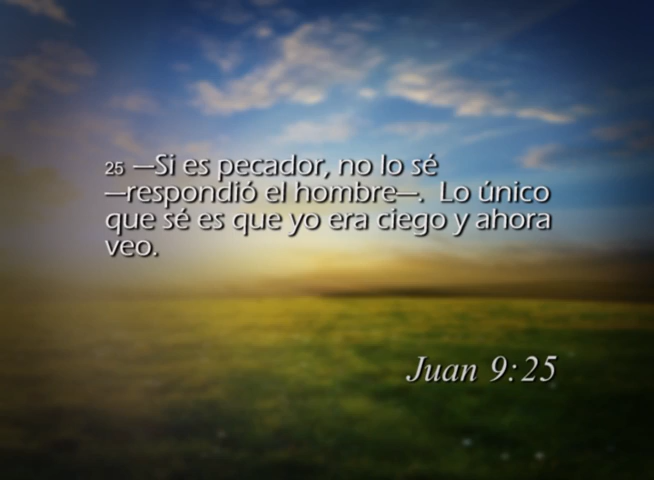 25 —Si es pecador, no lo sé
—respondió el hombre—. Lo único
que sé es que yo era ciego y ahora
veo.
Juan 9:25